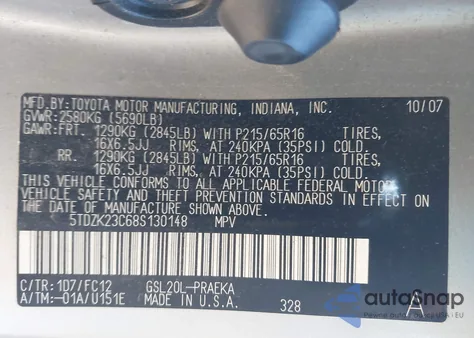 MFD.BY:TOYOTA MOTOR MANUFACTURING, INDIANA, INC. 10/07
GVWR:2580KG (5690LB)
GAWR:FRT. 1290KG (2845LB) WITH P215/65R16 TIRES,
16X6.5JJ RIMS, AT 240KPA (35PSI) COLD.
RR. 1290KG (2845LB) WITH P215/65R16 TIRES,
16X6.5JJ RIMS, AT 240KPA (35PSI) COLD.
THIS VEHICLE CONFORMS TO ALL APPLICABLE FEDERAL MOTOR
VEHICLE SAFETY AND THEFT PREVENTION STANDARDS IN EFFECT ON THE
DATE OF MANUFACTURE SHOWN ABOVE.
5TDZK23C68S130148 MPV
C/TR: 1D7/FC12 GSL20L-PRAEKA
A/TM:-01A/U151E MADE IN U.S.A. 328 A
autoSnap
AUKCJE AUT Z USA I EU